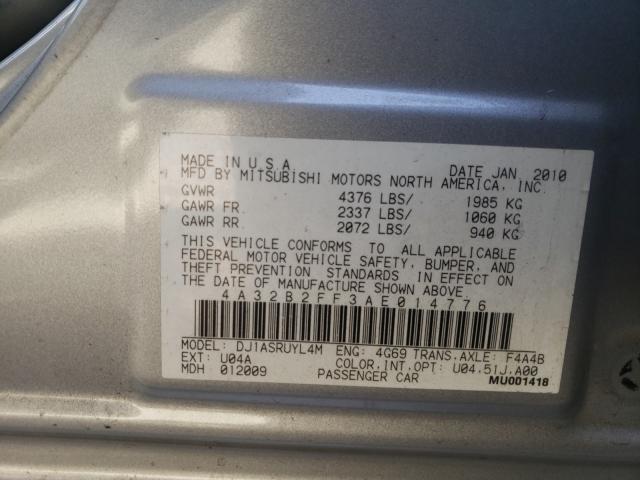 MADE IN U.S.A. DATE JAN 2010
MFD BY MITSUBISHI MOTORS NORTH AMERICA, INC.
GVWR 4376 LBS/ 1985 KG
GAWR FR 2337 LBS/ 1060 KG
GAWR RR 2072 LBS/ 940 KG
THIS VEHICLE CONFORMS TO ALL APPLICABLE
FEDERAL MOTOR VEHICLE SAFETY, BUMPER, AND
THEFT PREVENTION STANDARDS IN EFFECT ON
THE DATE OF MANUFACTURE SHOWN ABOVE
4A32B2FF3AE014776
MODEL: DJ1ASRUYL4M ENG: 4G69 TRANS.AXLE: F4A4B
EXT: U04A COLOR.INT.OPT: U04.51J.A00
MDH 012009 PASSENGER CAR MU001418